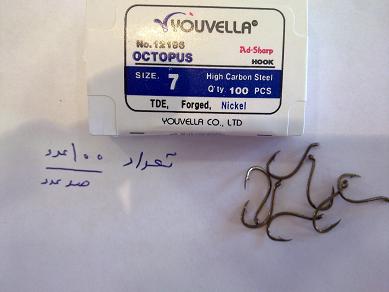 YOUVELLA®
No. 12186
OCTOPUS
Ad-Sharp
HOOK
SIZE. 7
High Carbon Steel
Q'ty. 100 PCS
TDE, Forged, Nickel
YOUVELLA CO., LTD
تعداد ۱۰۰ عدد
صد عدد